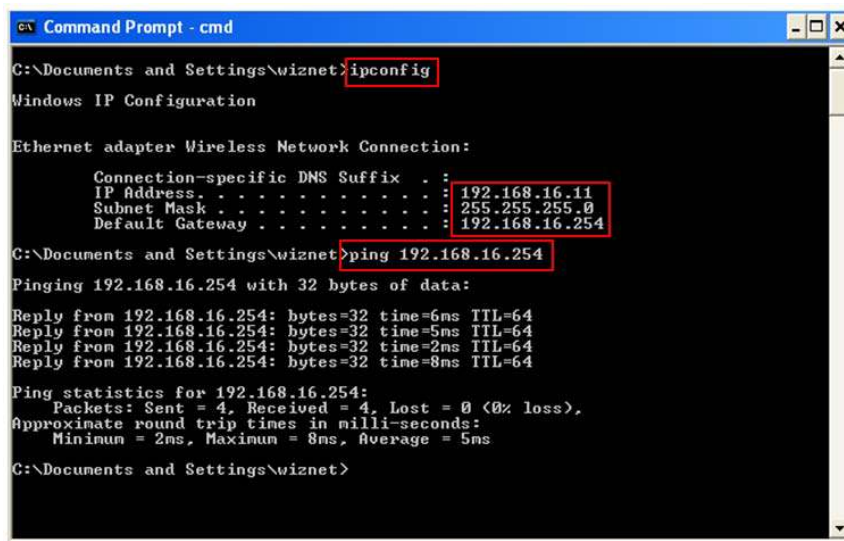 Command Prompt - cmd
C:\Documents and Settings\wiznet>ipconfig
Windows IP Configuration
Ethernet adapter Wireless Network Connection:
Connection-specific DNS Suffix . :
IP Address. . . . . . . . . . . . : 192.168.16.11
Subnet Mask . . . . . . . . . . . : 255.255.255.0
Default Gateway . . . . . . . . . : 192.168.16.254
C:\Documents and Settings\wiznet>ping 192.168.16.254
Pinging 192.168.16.254 with 32 bytes of data:
Reply from 192.168.16.254: bytes=32 time=6ms TTL=64
Reply from 192.168.16.254: bytes=32 time=5ms TTL=64
Reply from 192.168.16.254: bytes=32 time=2ms TTL=64
Reply from 192.168.16.254: bytes=32 time=8ms TTL=64
Ping statistics for 192.168.16.254:
Packets: Sent = 4, Received = 4, Lost = 0 (0% loss),
Approximate round trip times in milli-seconds:
Minimum = 2ms, Maximum = 8ms, Average = 5ms
C:\Documents and Settings\wiznet>